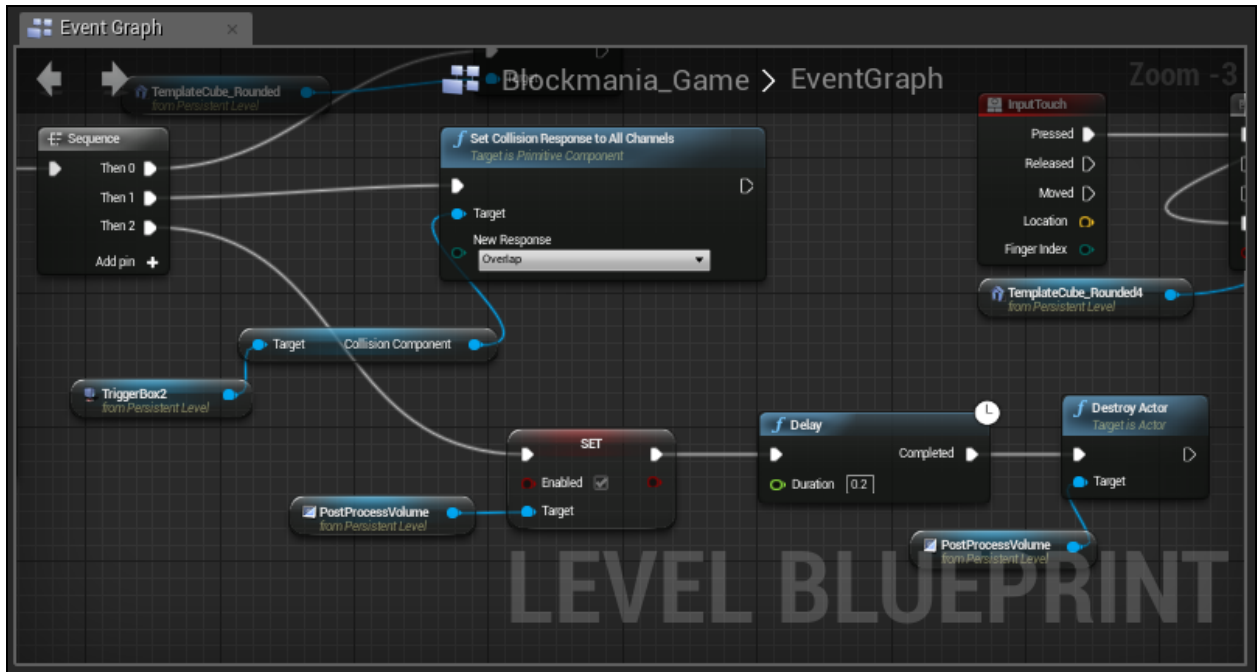 Event Graph
Blockmania_Game > EventGraph
Zoom -3
TemplateCube_Rounded
from Persistent Level
Sequence
Then 0
Then 1
Then 2
Add pin
Set Collision Response to All Channels
Target is Primitive Component
Target
New Response
Overlap
InputTouch
Pressed
Released
Moved
Location
Finger Index
TemplateCube_Rounded4
from Persistent Level
Target Collision Component
TriggerBox2
from Persistent Level
SET
Enabled
Target
PostProcessVolume
from Persistent Level
Delay
Completed
Duration 0.2
Destroy Actor
Target is Actor
Target
PostProcessVolume
from Persistent Level
LEVEL BLUEPRINT